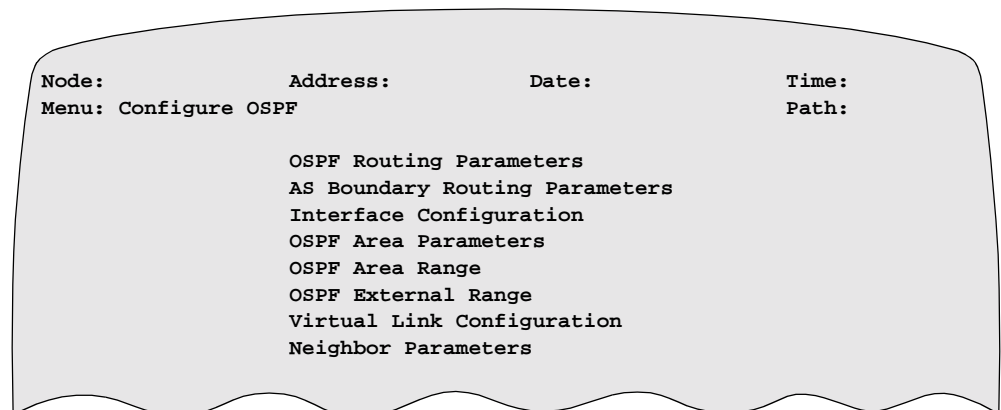 Node: Address: Date: Time:
Menu: Configure OSPF Path:
OSPF Routing Parameters
AS Boundary Routing Parameters
Interface Configuration
OSPF Area Parameters
OSPF Area Range
OSPF External Range
Virtual Link Configuration
Neighbor Parameters